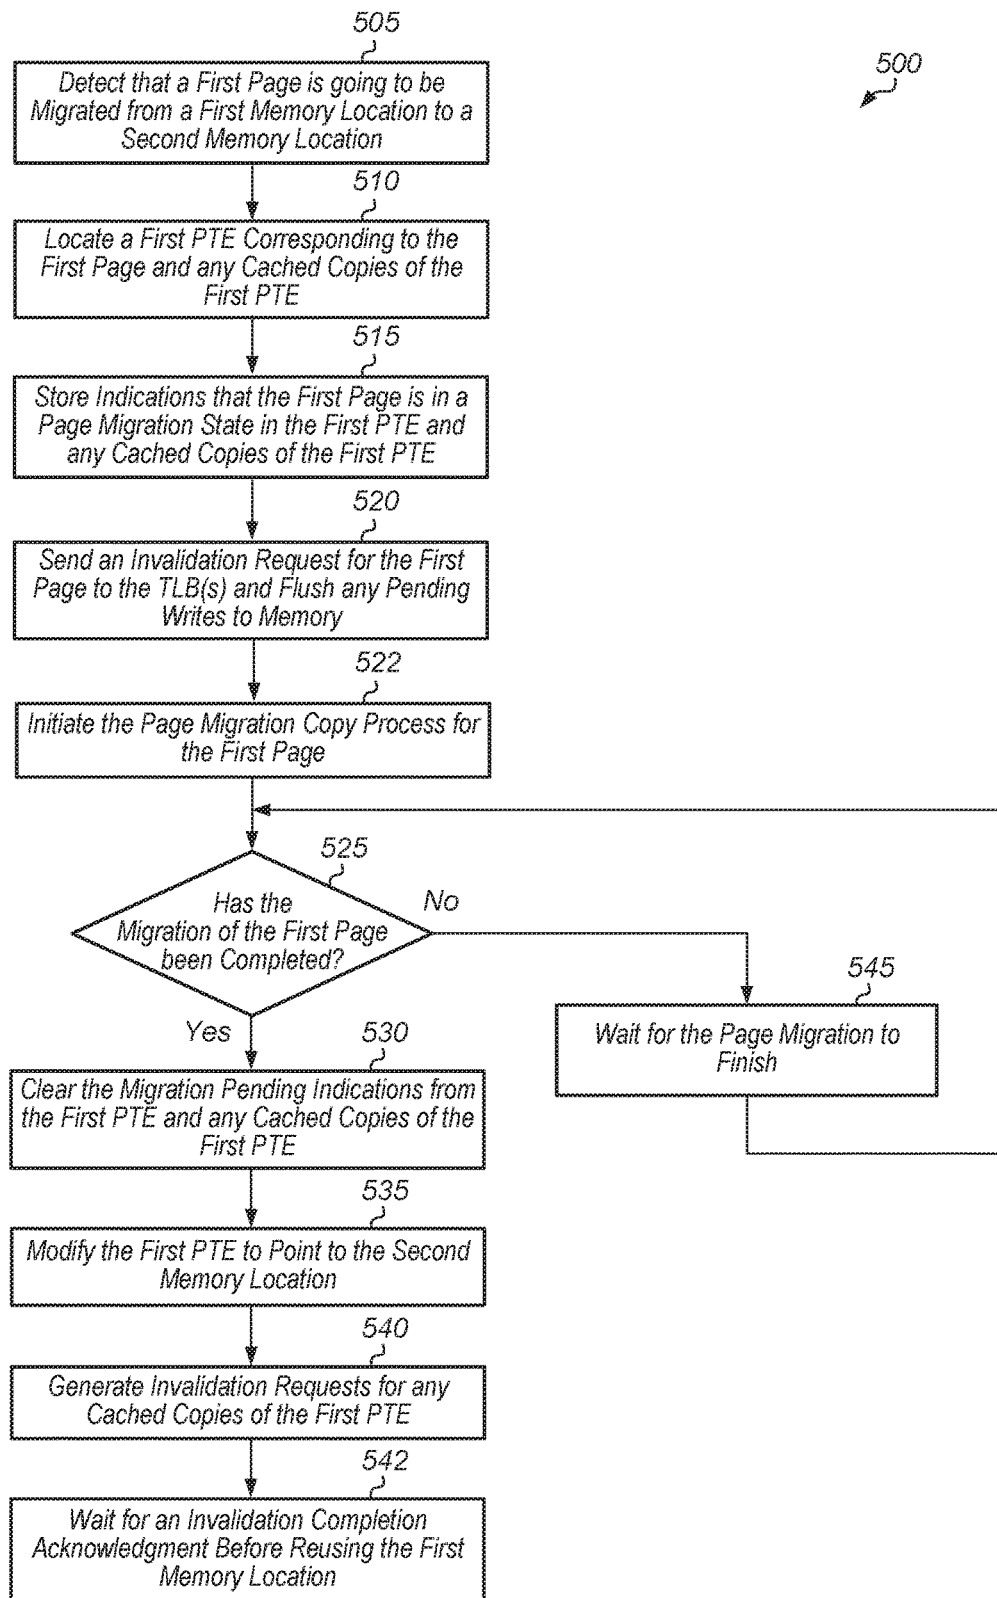 505
500
Detect that a First Page is going to be
Migrated from a First Memory Location to a
Second Memory Location
510
Locate a First PTE Corresponding to the
First Page and any Cached Copies of the
First PTE
515
Store Indications that the First Page is in a
Page Migration State in the First PTE and
any Cached Copies of the First PTE
520
Send an Invalidation Request for the First
Page to the TLB(s) and Flush any Pending
Writes to Memory
522
Initiate the Page Migration Copy Process for
the First Page
525
Has the
Migration of the First Page
been Completed?
No
Yes
545
Wait for the Page Migration to
Finish
530
Clear the Migration Pending Indications from
the First PTE and any Cached Copies of the
First PTE
535
Modify the First PTE to Point to the Second
Memory Location
540
Generate Invalidation Requests for any
Cached Copies of the First PTE
542
Wait for an Invalidation Completion
Acknowledgment Before Reusing the First
Memory Location